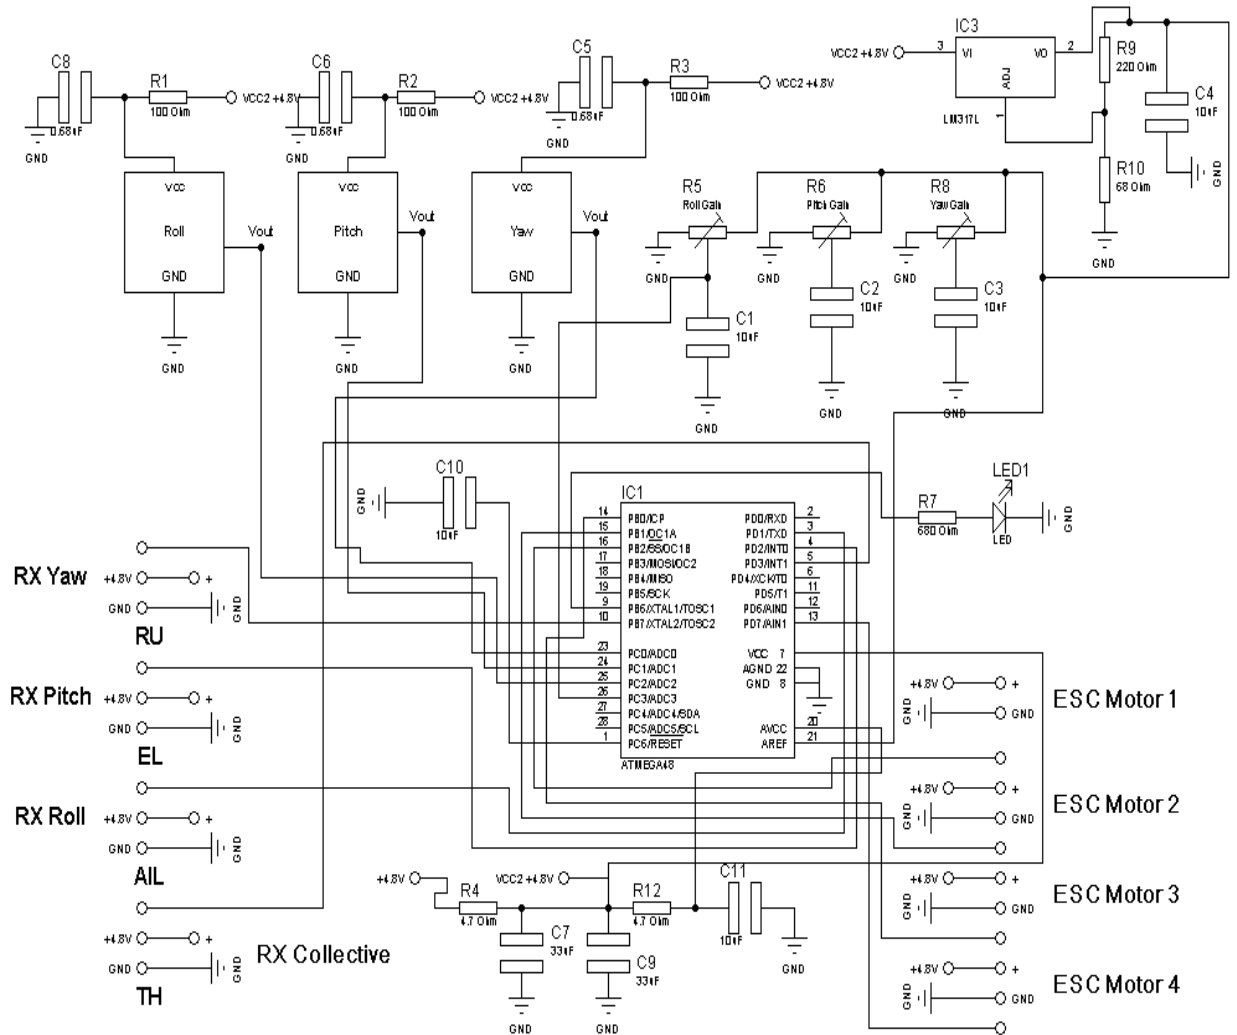 C8
0.68uF
GND
R1
100 Ohm
VCC2 +4.8V
C6
0.68uF
GND
R2
100 Ohm
VCC2 +4.8V
C5
0.68uF
GND
R3
100 Ohm
VCC2 +4.8V
IC3
VCC2 +4.8V
3
VI
VO
2
ADJ
1
LM317L
R9
220 Ohm
C4
10uF
GND
R10
68 Ohm
GND
VCC
Roll
GND
Vout
GND
VCC
Pitch
GND
Vout
GND
VCC
Yaw
GND
Vout
GND
R5
Roll Gain
GND
R6
Pitch Gain
GND
R8
Yaw Gain
GND
C1
10uF
GND
C2
10uF
GND
C3
10uF
GND
C10
10uF
GND
IC1
14 PB0/ICP
15 PB1/OC1A
16 PB2/SS/OC1B
17 PB3/MOSI/OC2
18 PB4/MISO
19 PB5/SCK
9 PB6/XTAL1/TOSC1
10 PB7/XTAL2/TOSC2
23 PC0/ADC0
24 PC1/ADC1
25 PC2/ADC2
26 PC3/ADC3
27 PC4/ADC4/SDA
28 PC5/ADC5/SCL
1 PC6/RESET
PD0/RXD 2
PD1/TXD 3
PD2/INT0 4
PD3/INT1 5
PD4/XCK/T0 6
PD5/T1 11
PD6/AIN0 12
PD7/AIN1 13
VCC 7
AGND 22
GND 8
AVCC 20
AREF 21
ATMEGA48
R7
680 Ohm
LED1
LED
GND
RX Yaw
+4.8V +
GND GND
RU
RX Pitch
+4.8V +
GND GND
EL
RX Roll
+4.8V +
GND GND
AIL
+4.8V +
GND GND
TH
RX Collective
+4.8V
R4
4.7 Ohm
VCC2 +4.8V
C7
33uF
GND
C9
33uF
GND
R12
4.7 Ohm
C11
10uF
GND
+4.8V +
GND GND
ESC Motor 1
+4.8V +
GND GND
ESC Motor 2
+4.8V +
GND GND
ESC Motor 3
+4.8V +
GND GND
ESC Motor 4